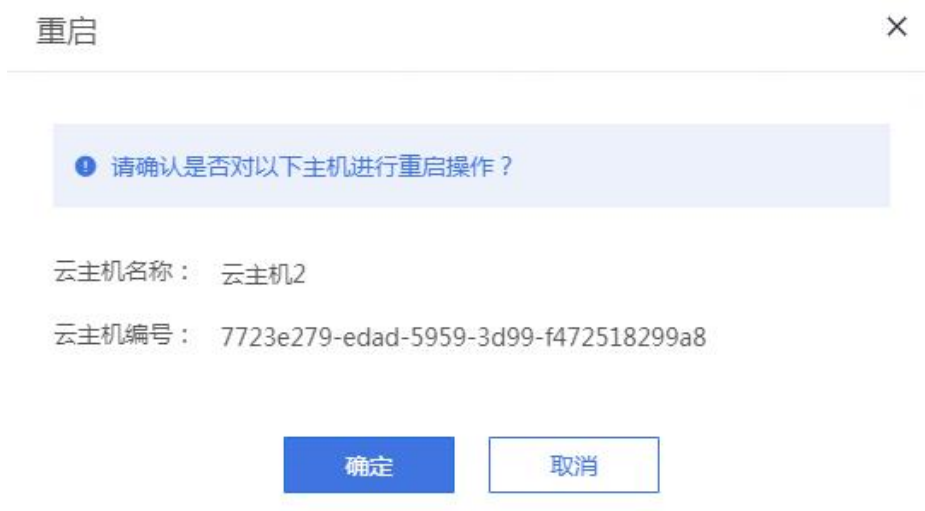 重启
请确认是否对以下主机进行重启操作？
云主机名称： 云主机2
云主机编号： 7723e279-edad-5959-3d99-f472518299a8
确定 取消